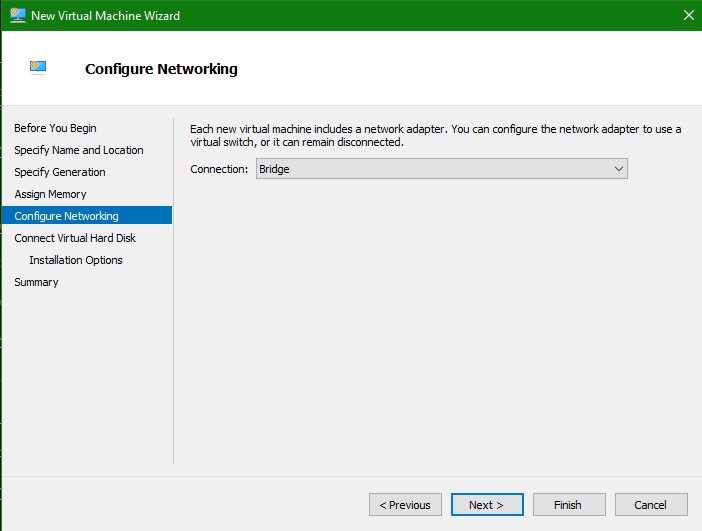 New Virtual Machine Wizard
Configure Networking
Before You Begin
Specify Name and Location
Specify Generation
Assign Memory
Configure Networking
Connect Virtual Hard Disk
Installation Options
Summary
Each new virtual machine includes a network adapter. You can configure the network adapter to use a
virtual switch, or it can remain disconnected.
Connection: Bridge
< Previous Next > Finish Cancel